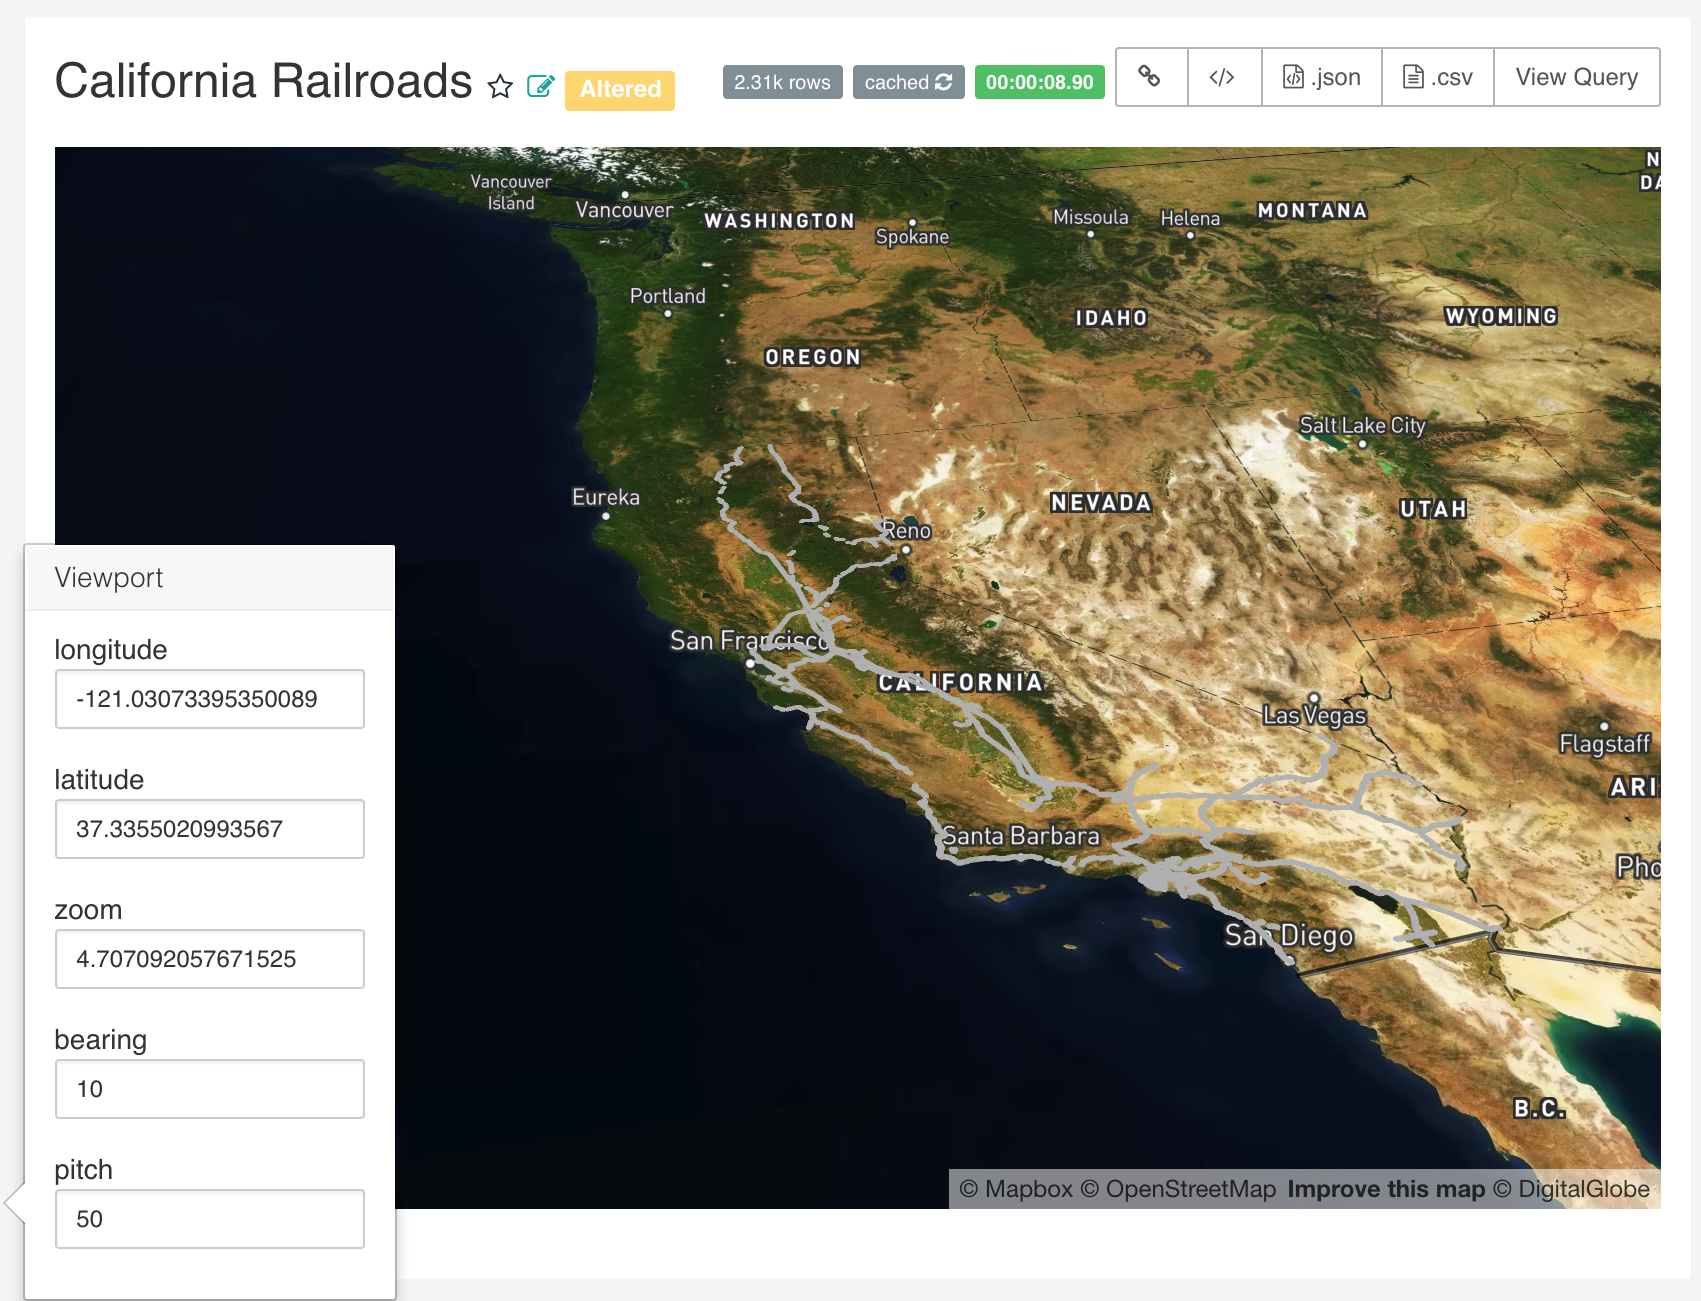 California Railroads
Altered
2.31k rows
cached
00:00:08.90
</>
.json
.csv
View Query
Vancouver
Island
Vancouver
WASHINGTON
Spokane
Missoula
Helena
MONTANA
N
DA
Portland
IDAHO
WYOMING
OREGON
Salt Lake City
Eureka
NEVADA
UTAH
Reno
San Francisco
CALIFORNIA
Las Vegas
Flagstaff
ARI
Santa Barbara
Pho
San Diego
B.C.
Viewport
longitude
-121.03073395350089
latitude
37.3355020993567
zoom
4.707092057671525
bearing
10
pitch
50
© Mapbox © OpenStreetMap Improve this map © DigitalGlobe